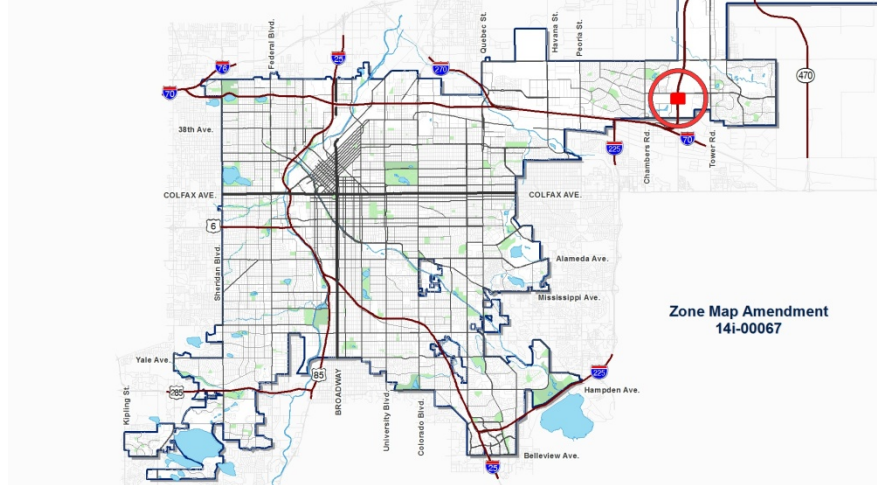 Federal Blvd.
Quebec St.
Havana St.
Peoria St.
76
25
270
70
470
38th Ave.
225
Chambers Rd.
70
Tower Rd.
COLFAX AVE.
COLFAX AVE.
6
Sheridan Blvd.
Alameda Ave.
Mississippi Ave.
Zone Map Amendment
14i-00067
Yale Ave.
85
225
285
Kipling St.
BROADWAY
University Blvd.
Colorado Blvd.
Hampden Ave.
Belleview Ave.
25